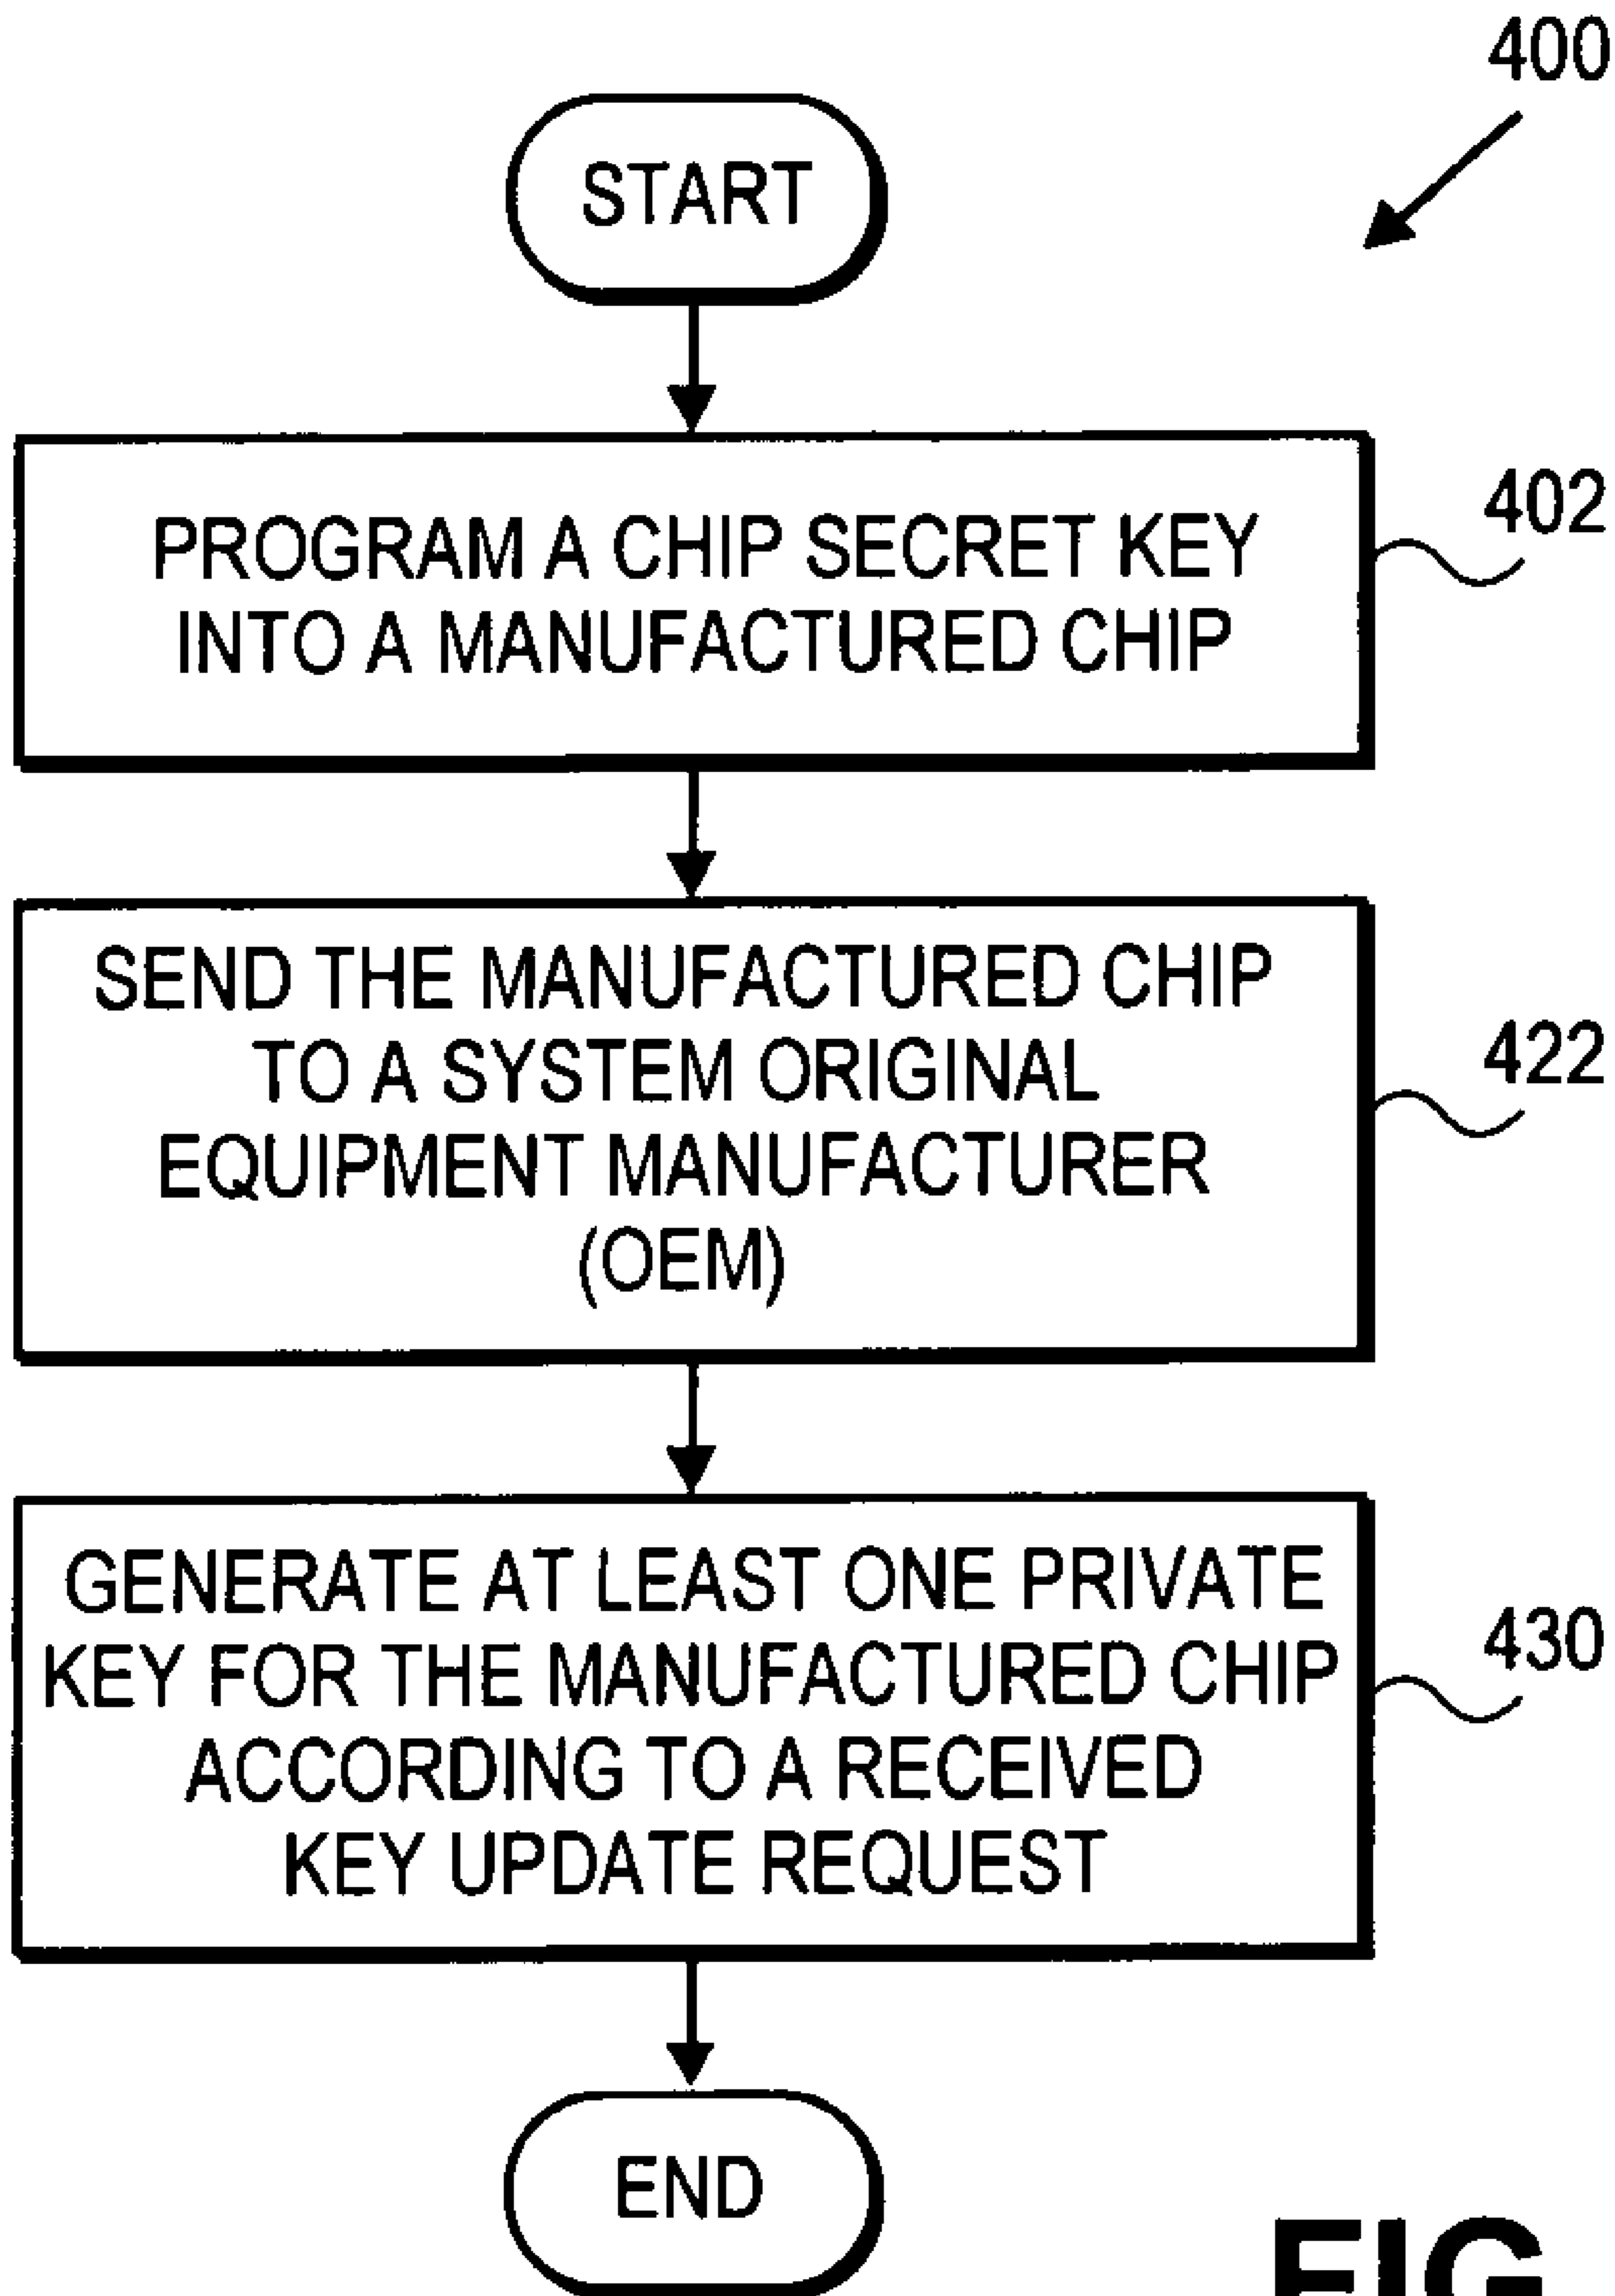 400
START
PROGRAM A CHIP SECRET KEY
INTO A MANUFACTURED CHIP
402
SEND THE MANUFACTURED CHIP
TO A SYSTEM ORIGINAL
EQUIPMENT MANUFACTURER
(OEM)
422
GENERATE AT LEAST ONE PRIVATE
KEY FOR THE MANUFACTURED CHIP
ACCORDING TO A RECEIVED
KEY UPDATE REQUEST
430
END
FIG